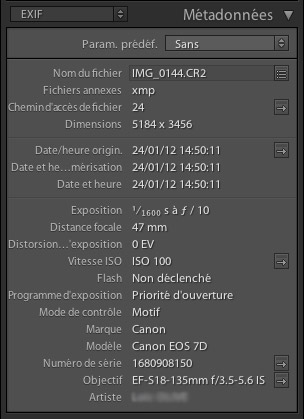 EXIF Métadonnées
Param. prédéf. Sans
Nom du fichier IMG_0144.CR2
Fichiers annexes xmp
Chemin d'accès de fichier 24
Dimensions 5184 x 3456
Date/heure origin. 24/01/12 14:50:11
Date et he...mérisation 24/01/12 14:50:11
Date et heure 24/01/12 14:50:11
Exposition 1/1600 s à ƒ / 10
Distance focale 47 mm
Distorsion...'exposition 0 EV
Vitesse ISO ISO 100
Flash Non déclenché
Programme d'exposition Priorité d'ouverture
Mode de contrôle Motif
Marque Canon
Modèle Canon EOS 7D
Numéro de série 1680908150
Objectif EF-S18-135mm f/3.5-5.6 IS
Artiste